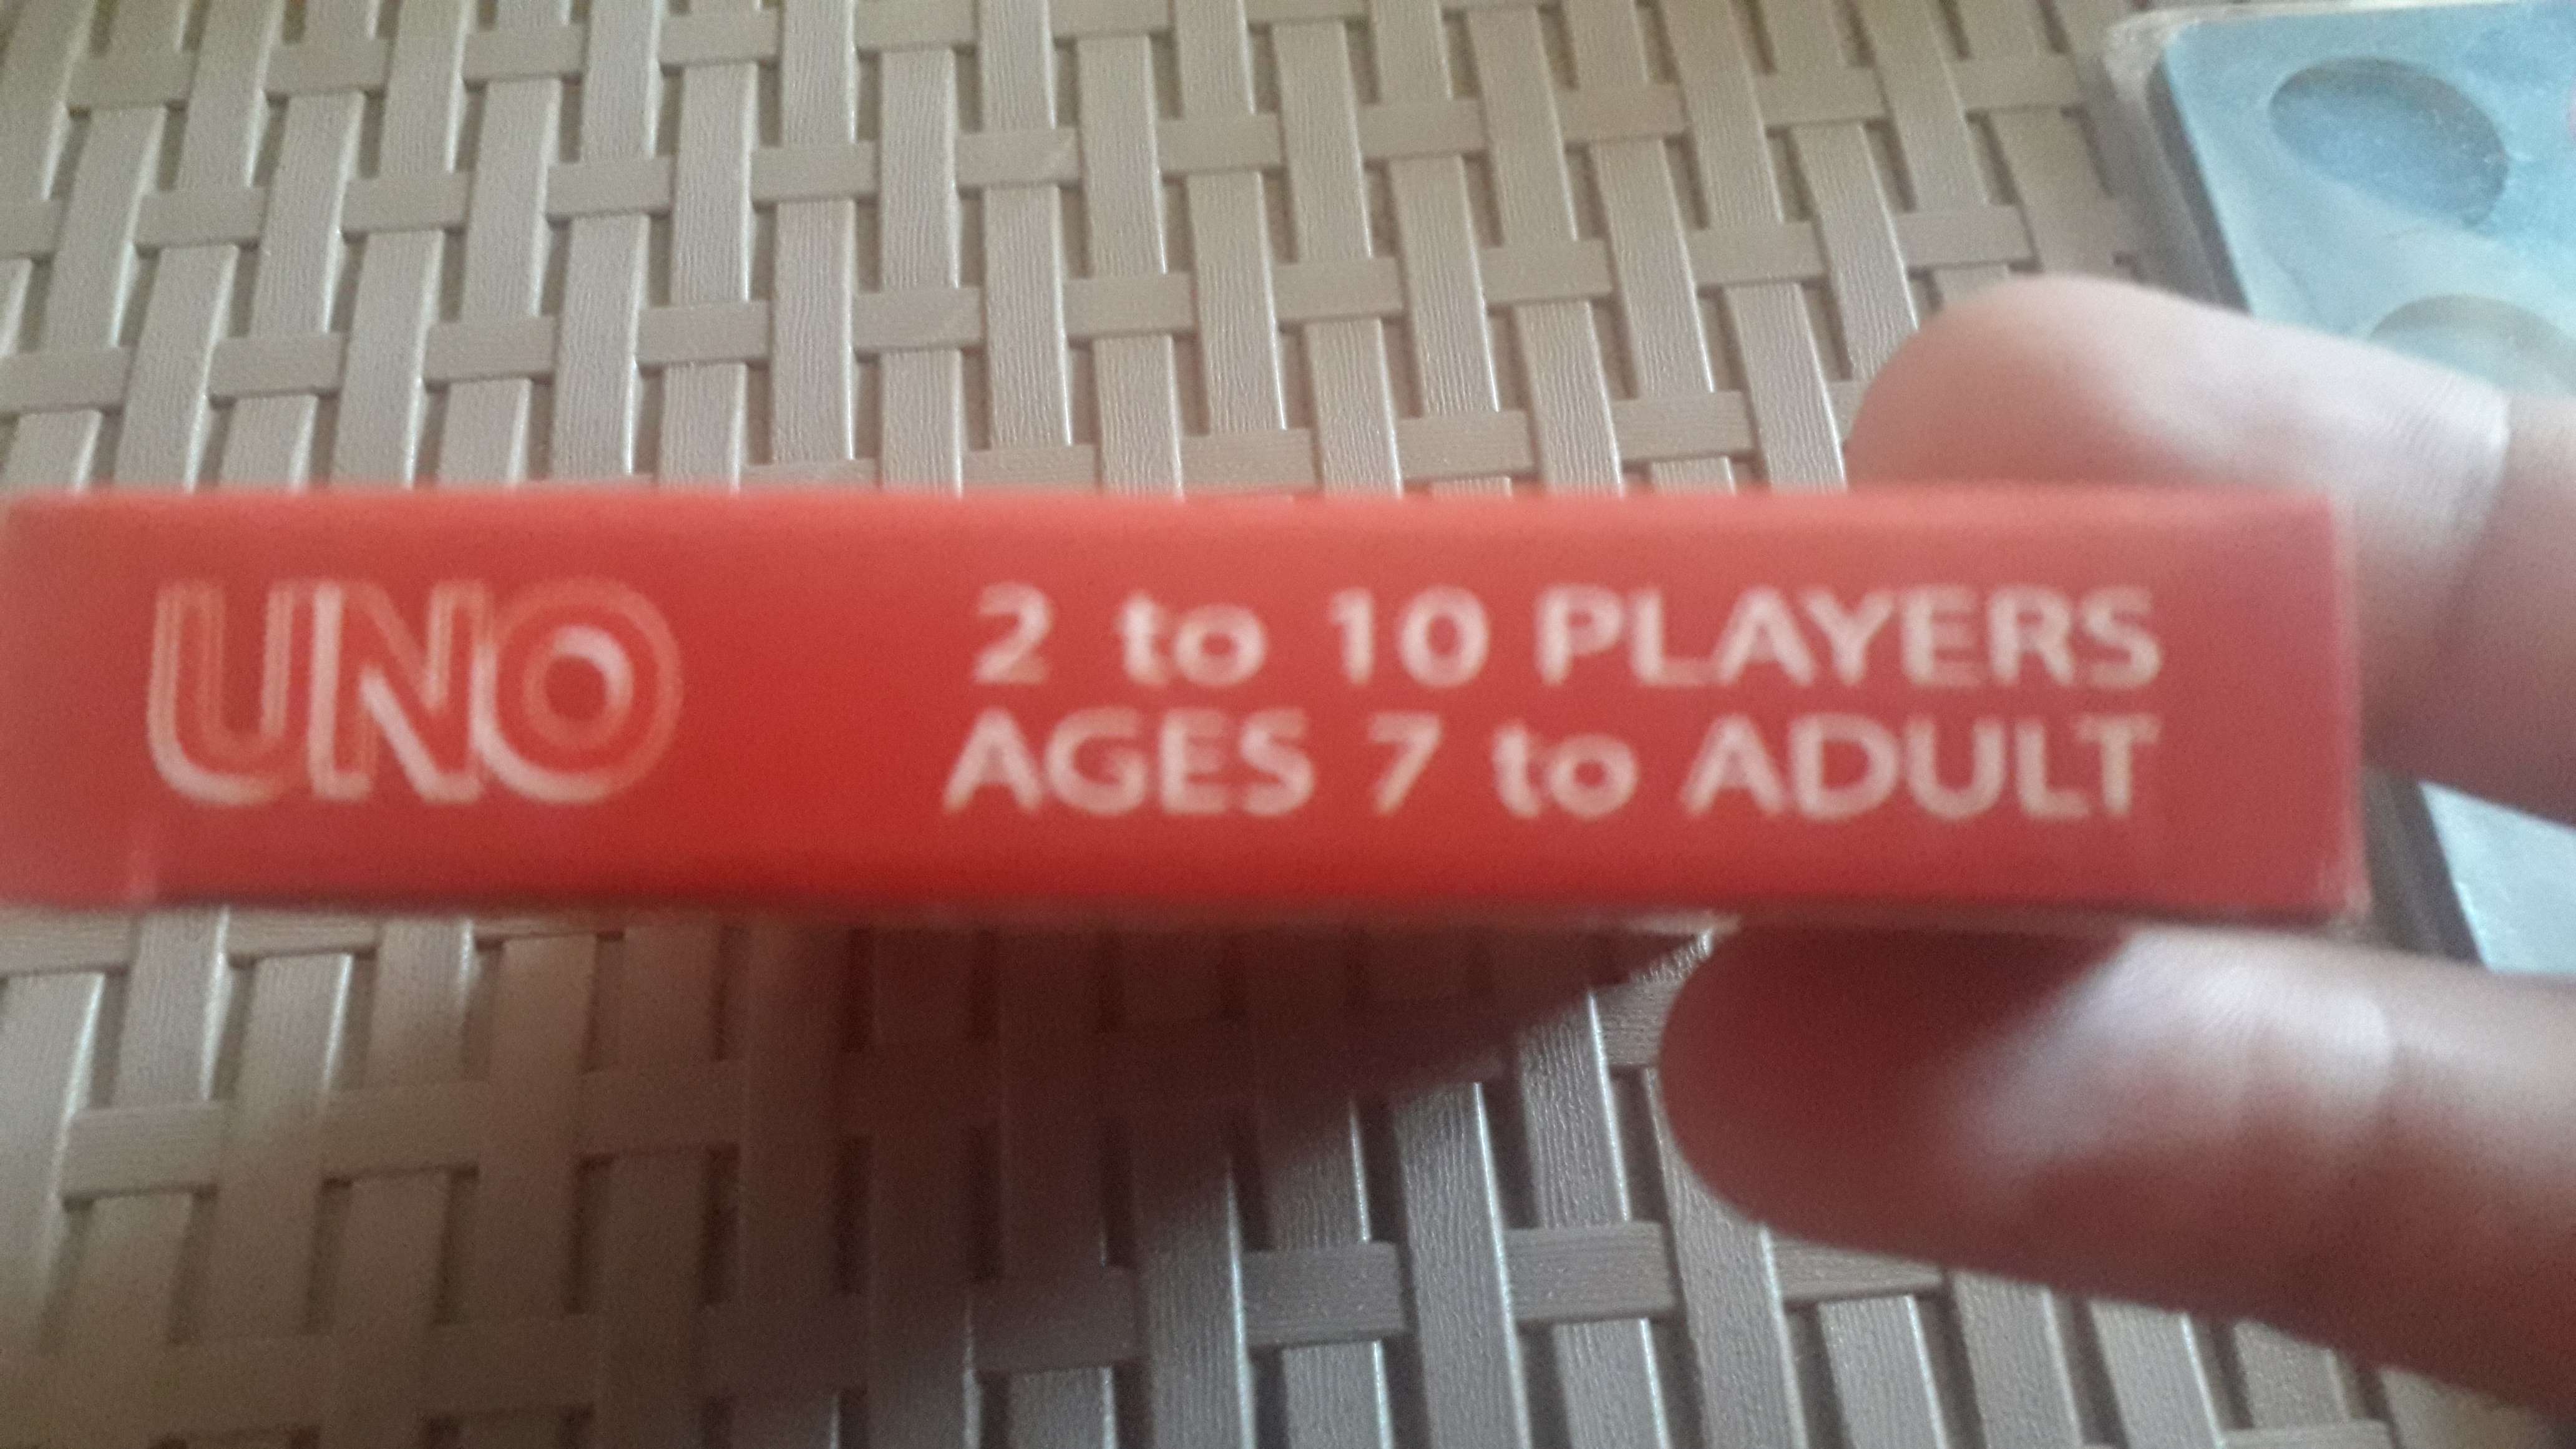 UNO
2 to 10 PLAYERS
AGES 7 to ADULT